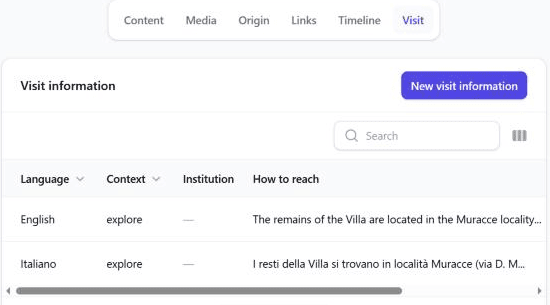 Content Media Origin Links Timeline Visit
Visit information New visit information
Search
Language Context Institution How to reach
English explore — The remains of the Villa are located in the Muracce locality...
Italiano explore — I resti della Villa si trovano in località Muracce (via D. M...